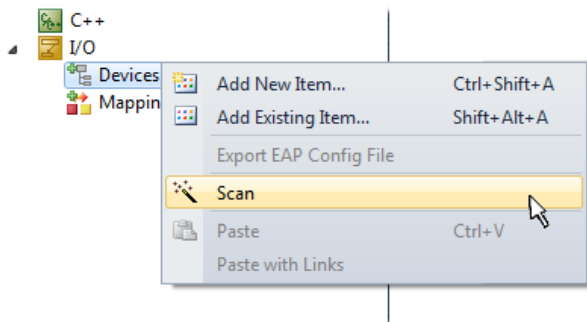 C++
I/O
Devices
Mappin
Add New Item... Ctrl+Shift+A
Add Existing Item... Shift+Alt+A
Export EAP Config File
Scan
Paste Ctrl+V
Paste with Links